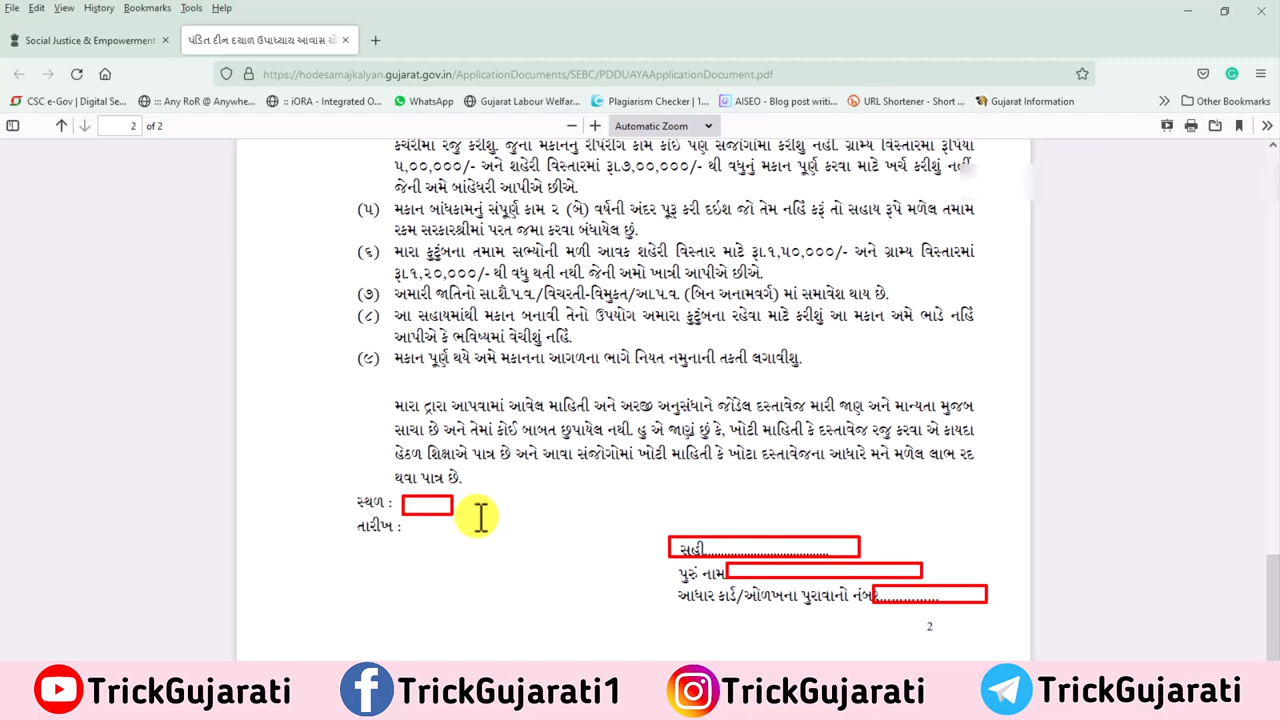 File Edit View History Bookmarks Tools Help
Social Justice & Empowerment
પંડિત દીન દયાળ ઉપાધ્યાય આવાસ યો
https://hodesamajkalyan.gujarat.gov.in/ApplicationDocuments/SEBC/PDDUAYAApplicationDocument.pdf
CSC e-Gov | Digital Se... ::: Any RoR @ Anywhe... :: iORA - Integrated O... WhatsApp Gujarat Labour Welfar... Plagiarism Checker | 1... AISEO - Blog post writi... URL Shortener - Short ... Gujarat Information Other Bookmarks
2 of 2 Automatic Zoom
કચેરીમાં રજુ કરીશું. જુના મકાનનું રીપેરીંગ કામ કોઇ પણ સંજોગોમાં કરીશું નહી. ગ્રામ્ય વિસ્તારમાં રૂપિયા
૫,૦૦,૦૦૦/- અને શહેરી વિસ્તારમાં રૂા.૭,૦૦,૦૦૦/- થી વધુનું મકાન પૂર્ણ કરવા માટે ખર્ચ કરીશું નહીં
જેની અમે બાંહેધરી આપીએ છીએ.
(૫) મકાન બાંધકામનું સંપૂર્ણ કામ ૨ (બે) વર્ષની અંદર પૂરૂ કરી દઇશ જો તેમ નહિં કરૂં તો સહાય રૂપે મળેલ તમામ
રકમ સરકારશ્રીમાં પરત જમા કરવા બંધાયેલ છું.
(૬) મારા કુટુંબના તમામ સભ્યોની મળી આવક શહેરી વિસ્તાર માટે રૂા.૧,૫૦,૦૦૦/- અને ગ્રામ્ય વિસ્તારમાં
રૂા.૧,૨૦,૦૦૦/- થી વધુ થતી નથી. જેની અમો ખાત્રી આપીએ છીએ.
(૭) અમારી જાતિનો સા.શૈ.પ.વ./વિચરતી-વિમુક્ત/આ.પ.વ. (બિન અનામવર્ગ) માં સમાવેશ થાય છે.
(૮) આ સહાયમાંથી મકાન બનાવી તેનો ઉપયોગ અમારા કુટુંબના રહેવા માટે કરીશું આ મકાન અમે ભાડે નહિં
આપીએ કે ભવિષ્યમાં વેચીશું નહિં.
(૯) મકાન પૂર્ણ થયે અમે મકાનના આગળના ભાગે નિયત નમુનાની તકતી લગાવીશુ.
મારા દ્વારા આપવામાં આવેલ માહિતી અને અરજી અનુસંધાને જોડેલ દસ્તાવેજ મારી જાણ અને માન્યતા મુજબ
સાચા છે અને તેમાં કોઈ બાબત છુપાયેલ નથી. હુ એ જાણું છું કે, ખોટી માહિતી કે દસ્તાવેજ રજુ કરવા એ કાયદા
હેઠળ શિક્ષાએ પાત્ર છે અને આવા સંજોગોમાં ખોટી માહિતી કે ખોટા દસ્તાવેજના આધારે મને મળેલ લાભ રદ
થવા પાત્ર છે.
સ્થળ :
તારીખ :
સહી....................................
પુરું નામ
આધાર કાર્ડ/ઓળખના પુરાવાનો નંબર...............
2
TrickGujarati TrickGujarati1 TrickGujarati TrickGujarati